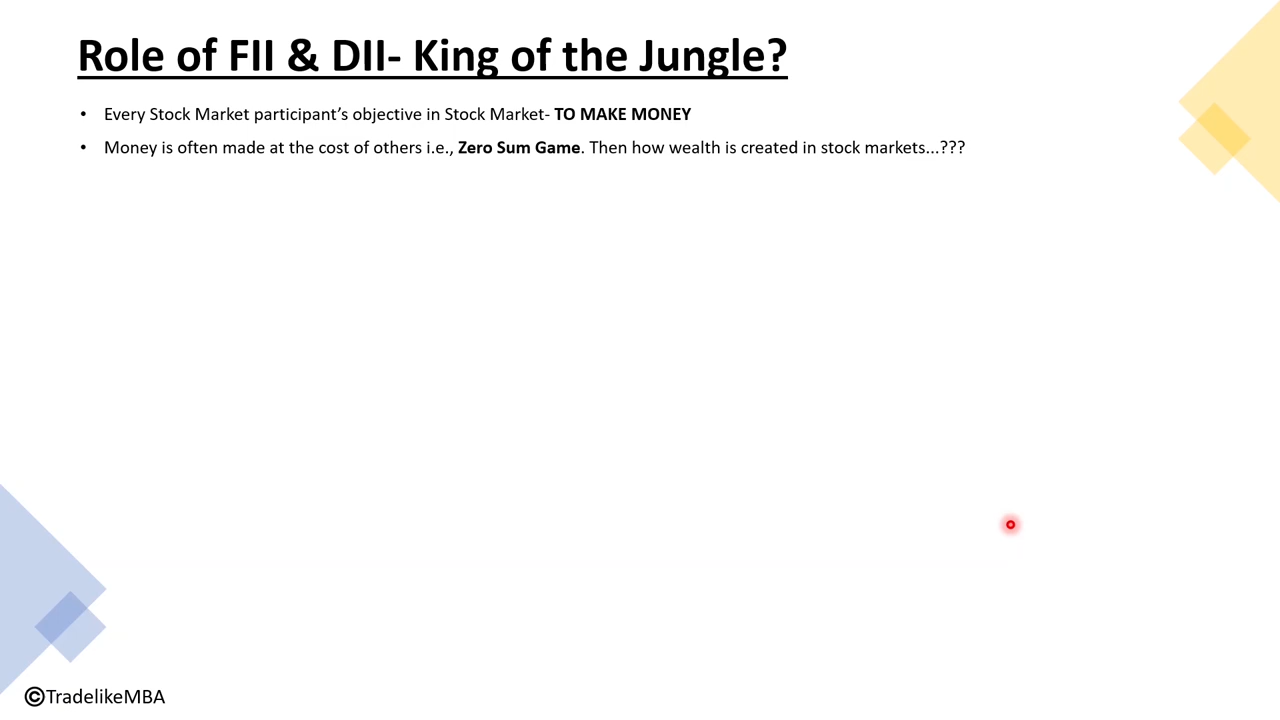 Role of FII & DII- King of the Jungle?
• Every Stock Market participant’s objective in Stock Market- TO MAKE MONEY
• Money is often made at the cost of others i.e., Zero Sum Game. Then how wealth is created in stock markets...???
©TradelikeMBA